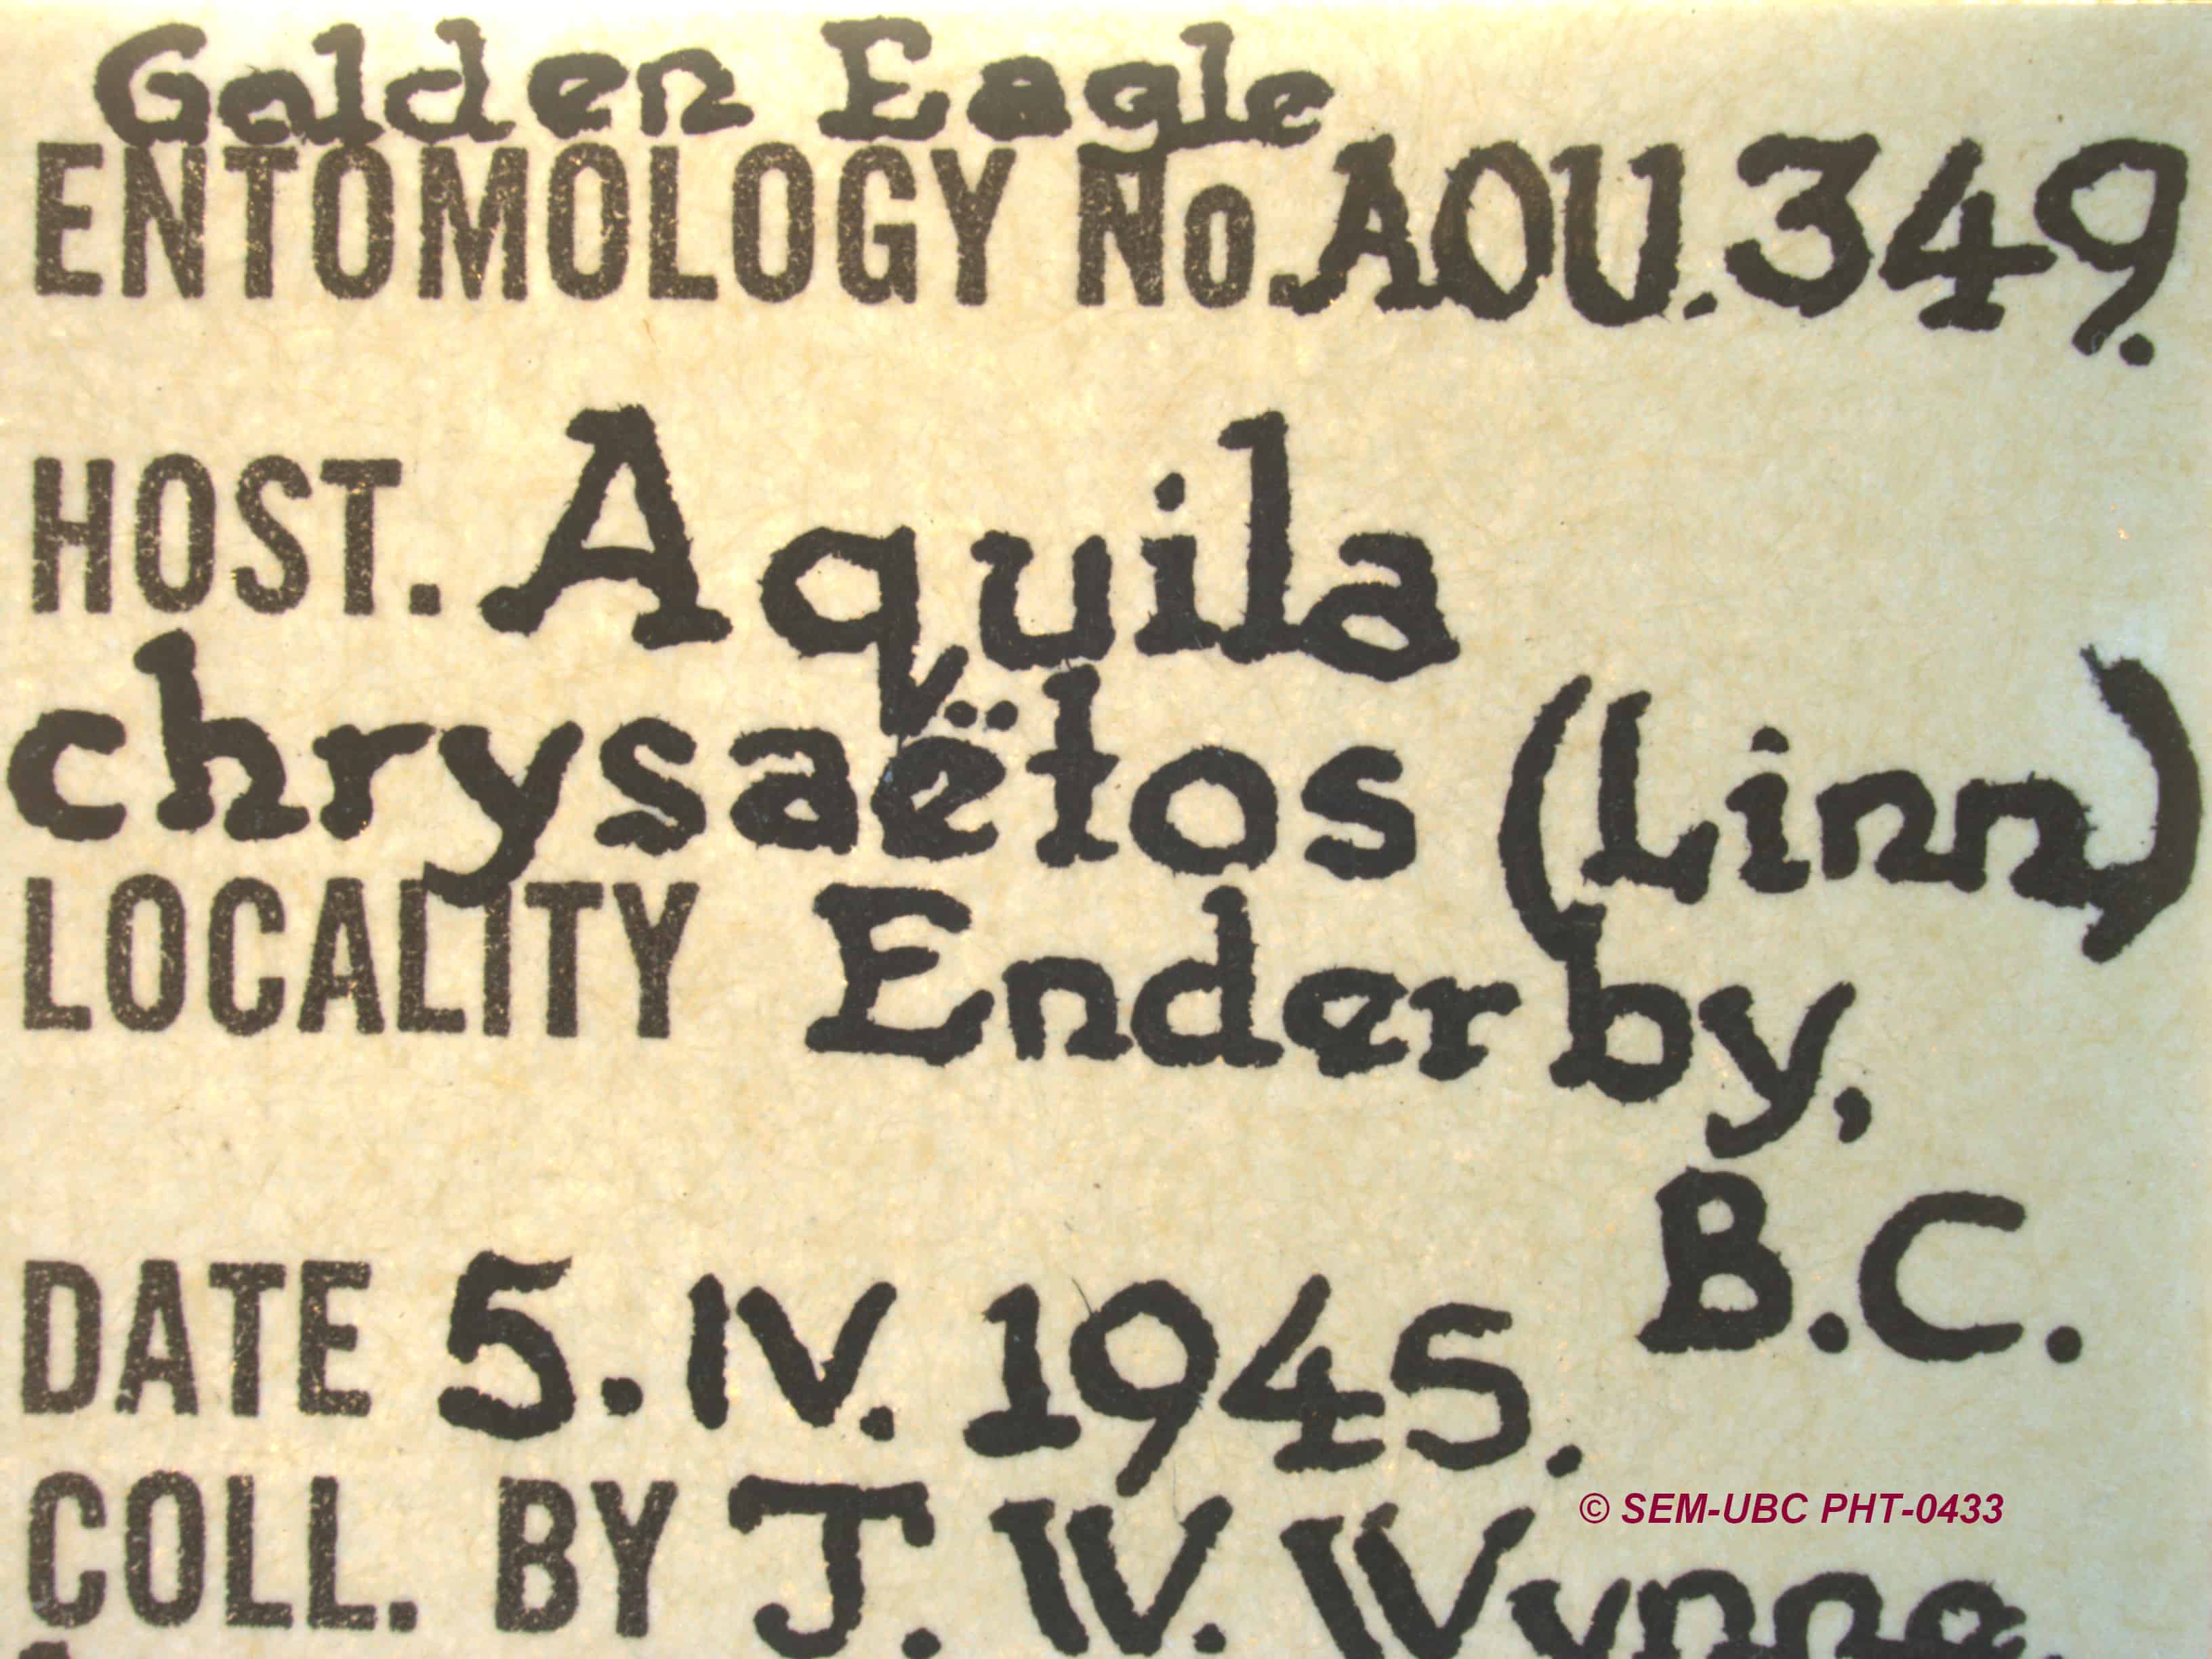 Golden Eagle
ENTOMOLOGY No. AOU. 349.
HOST. Aquila
chrysaëtos (Linn)
LOCALITY Enderby,
B.C.
DATE 5. IV. 1945.
COLL. BY J. W. Wynne.
© SEM-UBC PHT-0433